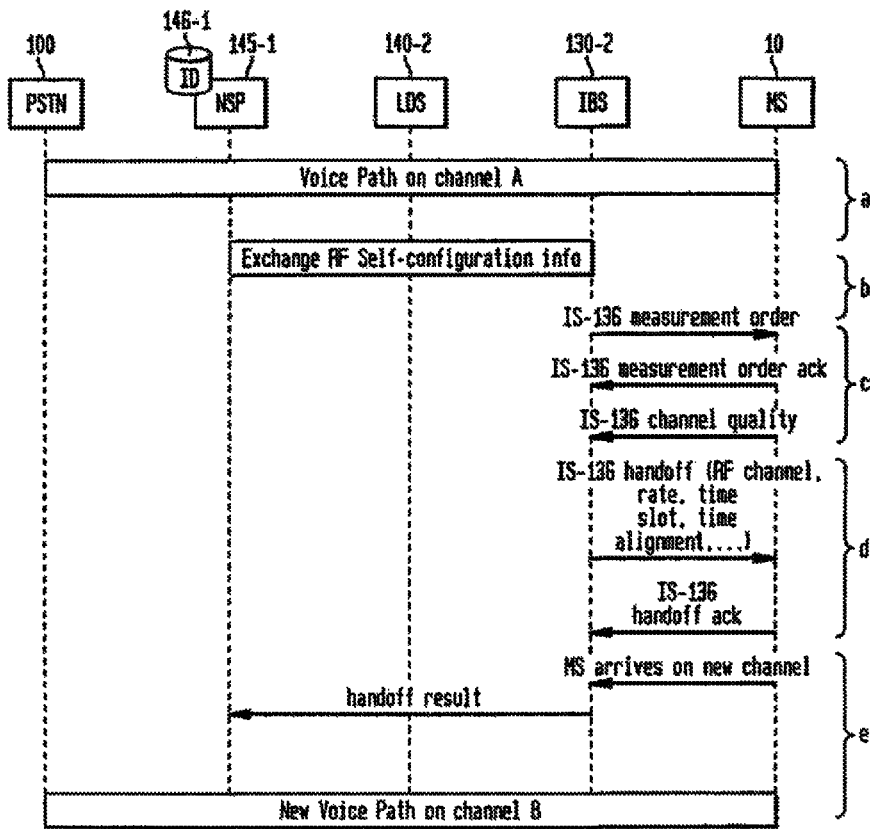 146-1
100
145-1
140-2
130-2
10
ID
PSTN
NSP
LDS
IBS
MS
Voice Path on channel A
a
Exchange RF Self-configuration info
b
IS-136 measurement order
IS-136 measurement order ack
c
IS-136 channel quality
IS-136 handoff (RF channel,
rate, time
slot, time
alignment,...)
d
IS-136
handoff ack
MS arrives on new channel
handoff result
e
New Voice Path on channel B